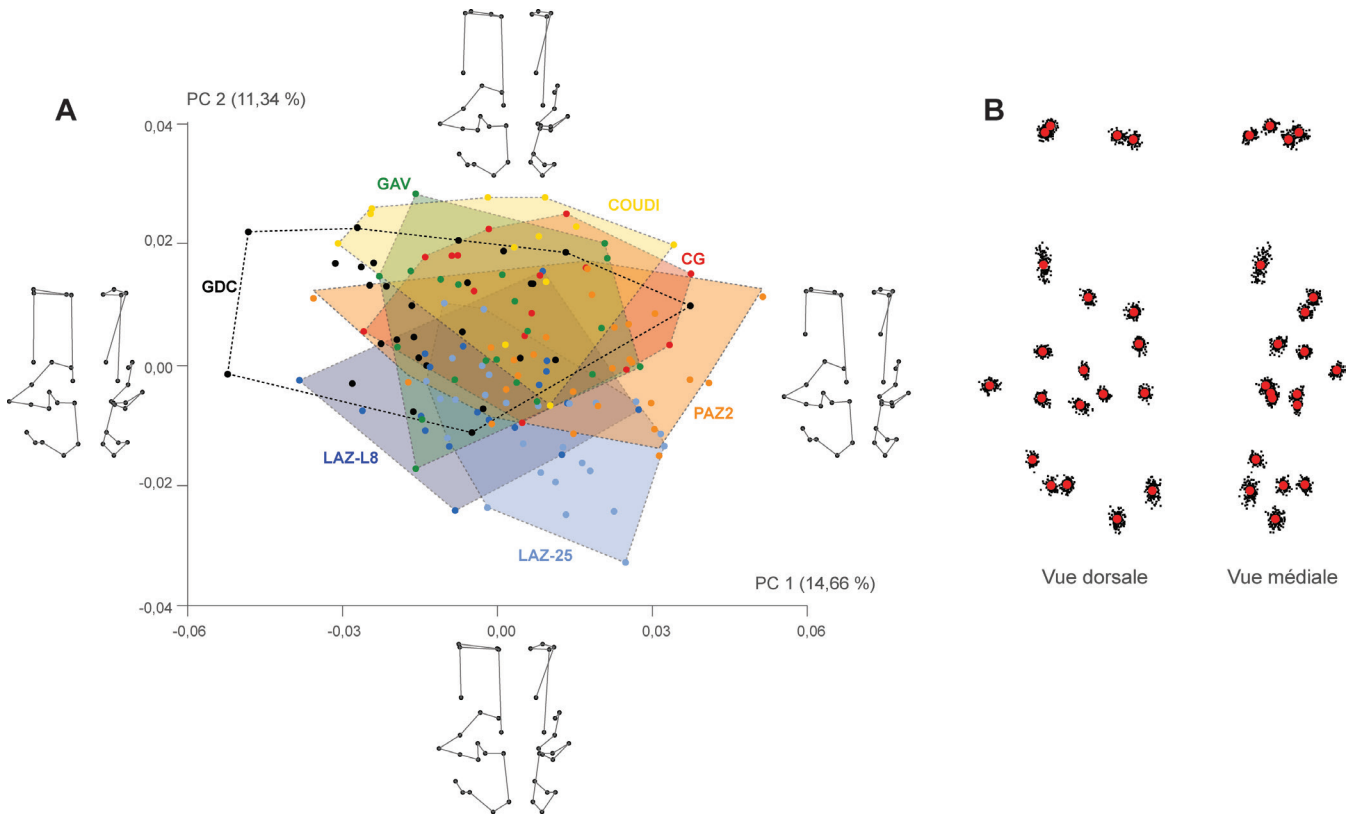 A
PC 2 (11,34 %)
B
0,04
GAV
COUDI
0,02
CG
GDC
0,00
PAZ2
LAZ-L8
-0,02
LAZ-25
Vue dorsale
Vue médiale
PC 1 (14,66 %)
-0,04
-0,06
-0,03
0,00
0,03
0,06